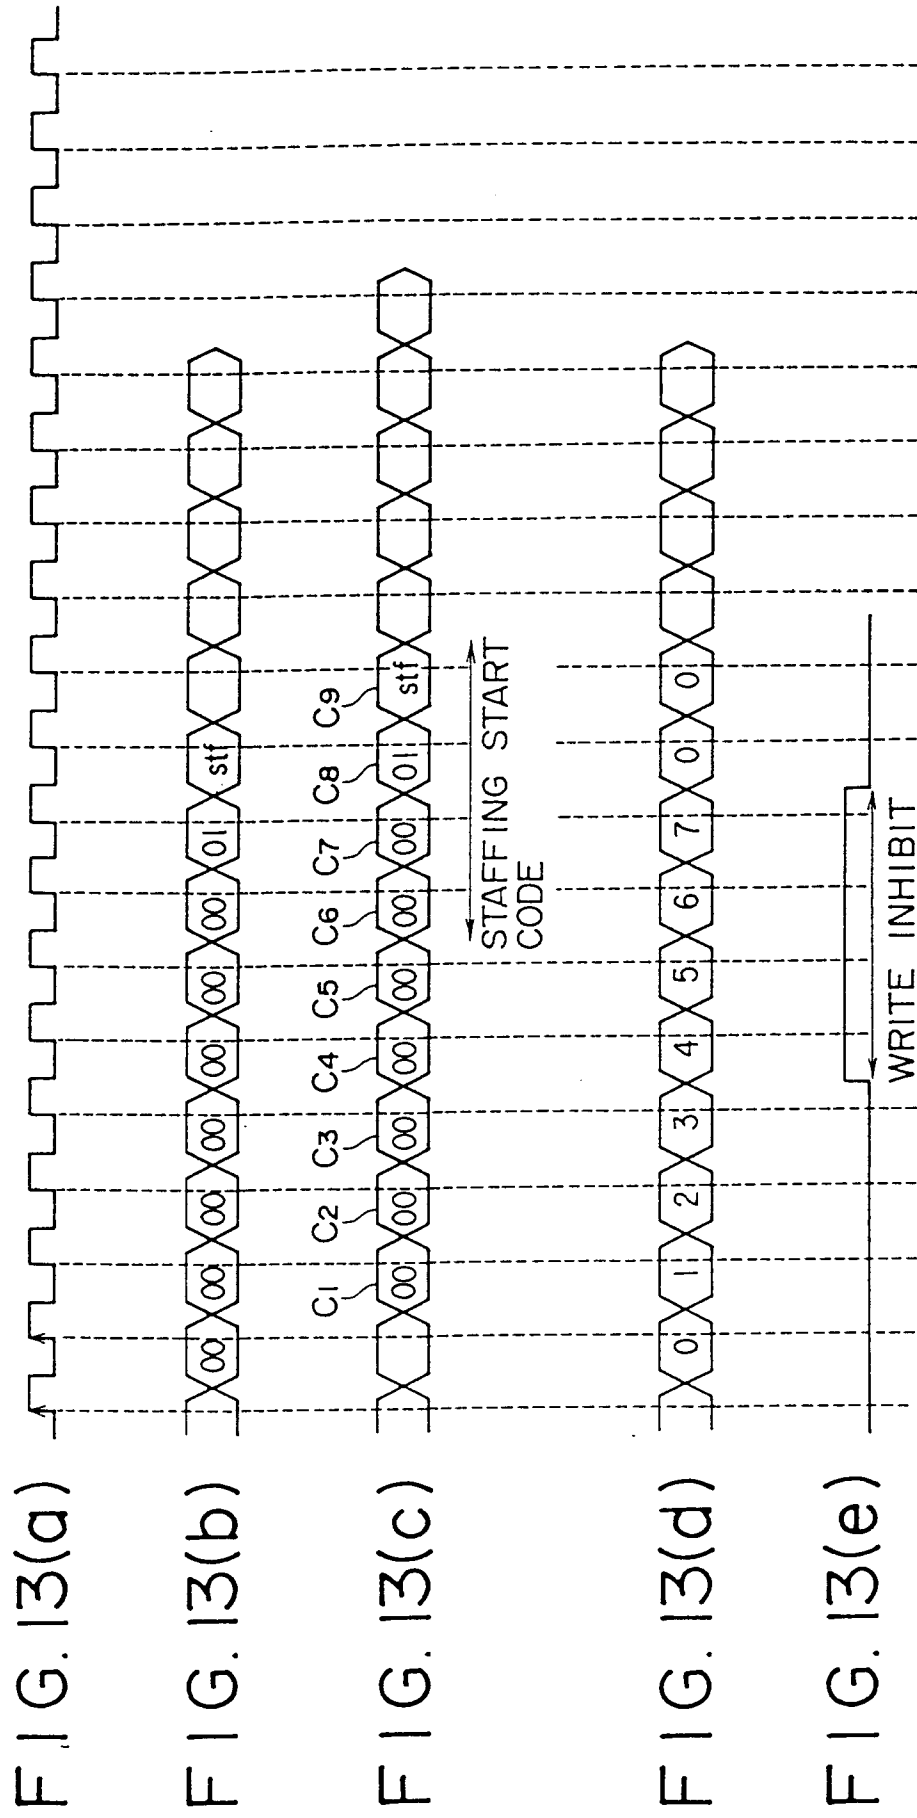 FIG. 13(a)
FIG. 13(b)
00 00 00 00 00 00 00 01 stf
FIG. 13(c)
C1 C2 C3 C4 C5 C6 C7 C8 C9
00 00 00 00 00 00 00 01 stf
STAFFING START
CODE
FIG. 13(d)
0 1 2 3 4 5 6 7 0 0
FIG. 13(e)
WRITE INHIBIT